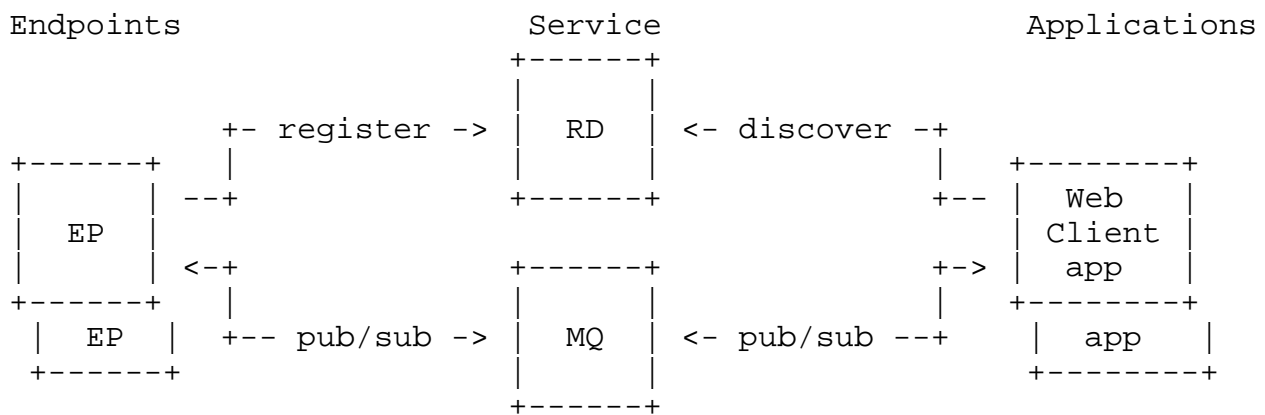 Endpoints Service Applications
+- register -> RD <- discover -+
Web
EP Client
app
EP +-- pub/sub -> MQ <- pub/sub --+ app